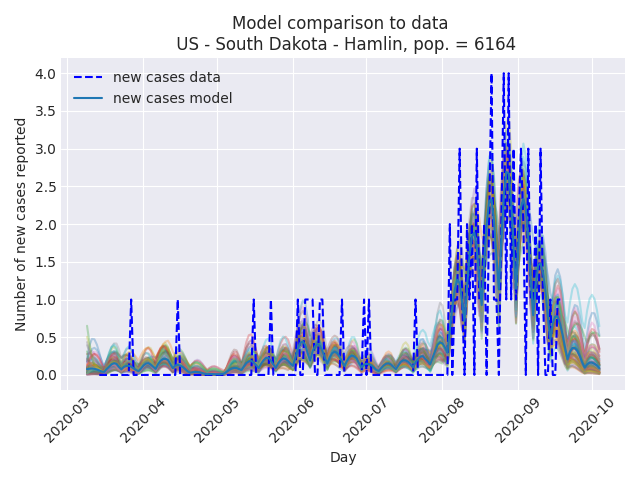 Model comparison to data
US - South Dakota - Hamlin, pop. = 6164
new cases data
new cases model
Number of new cases reported
4.0
3.5
3.0
2.5
2.0
1.5
1.0
0.5
0.0
2020-03
2020-04
2020-05
2020-06
2020-07
2020-08
2020-09
2020-10
Day